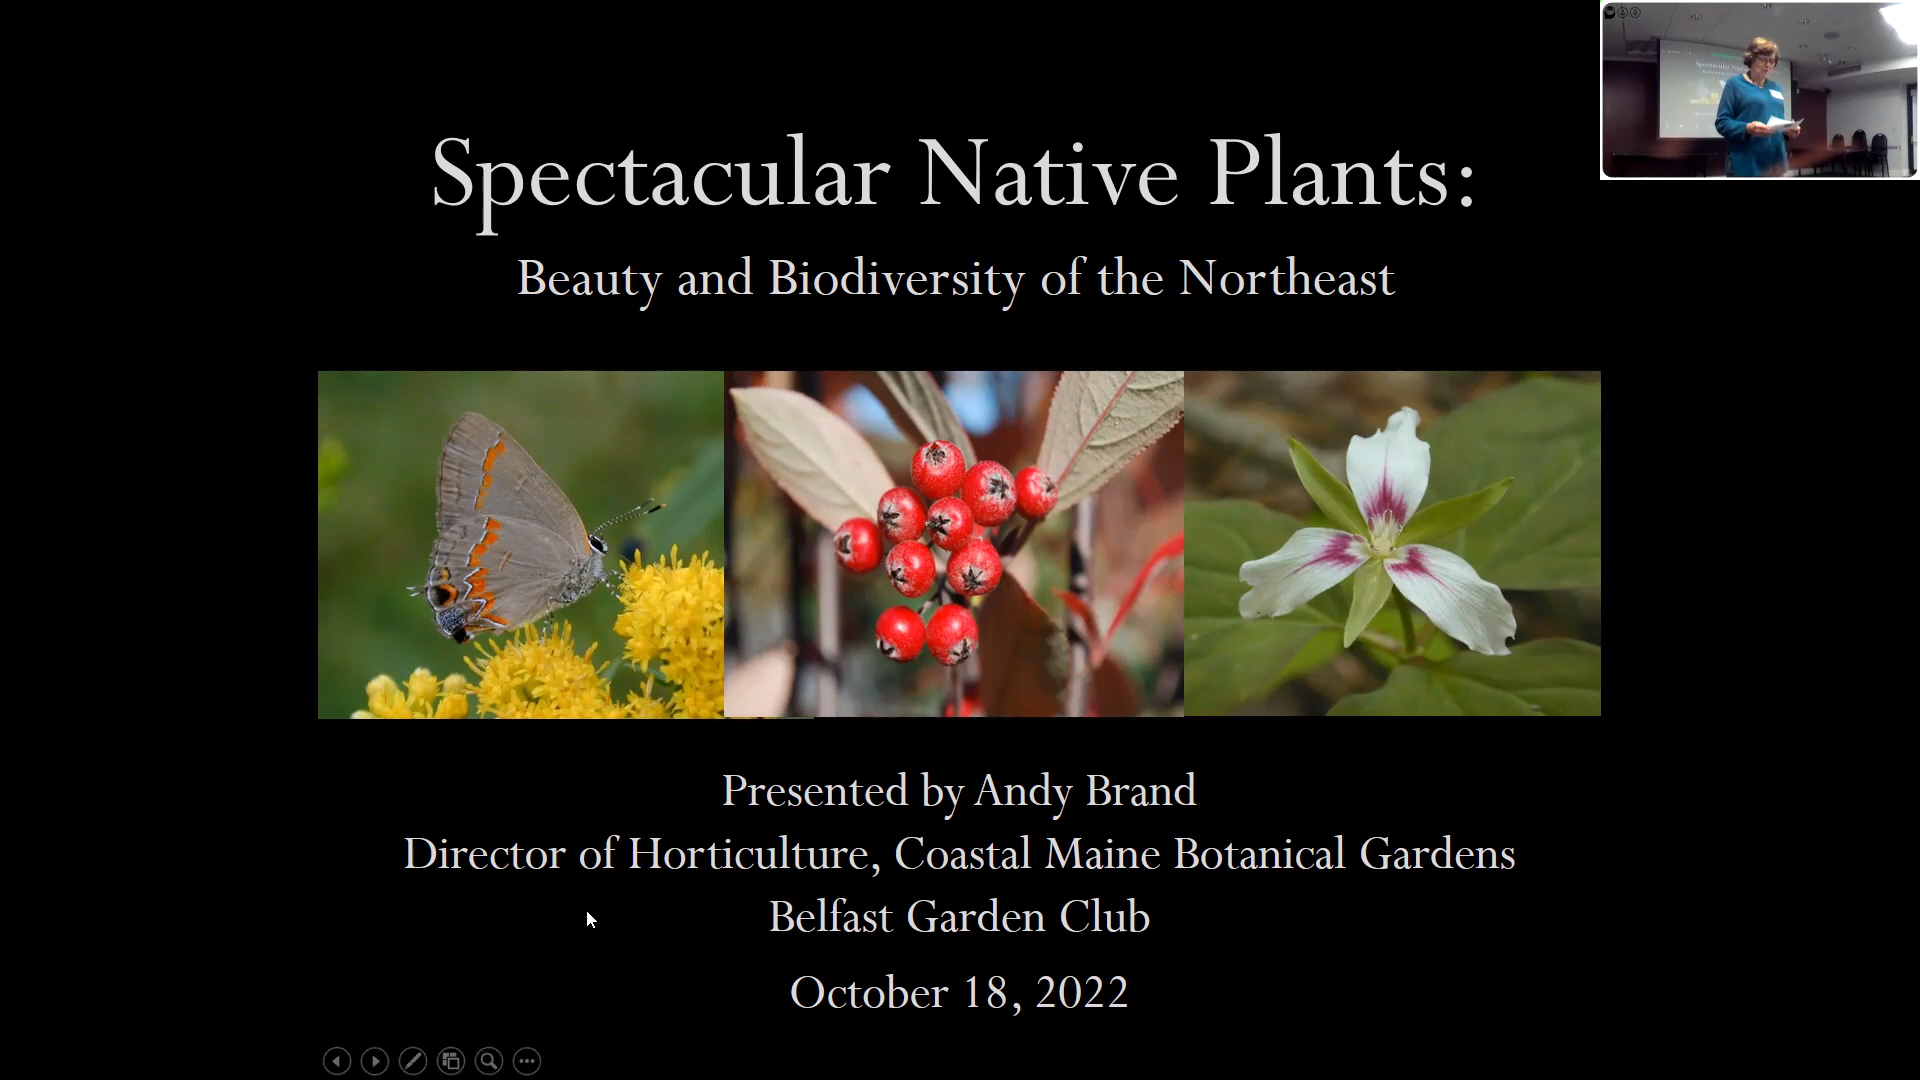 Spectacular Native Plants:
Beauty and Biodiversity of the Northeast
Presented by Andy Brand
Director of Horticulture, Coastal Maine Botanical Gardens
Belfast Garden Club
October 18, 2022